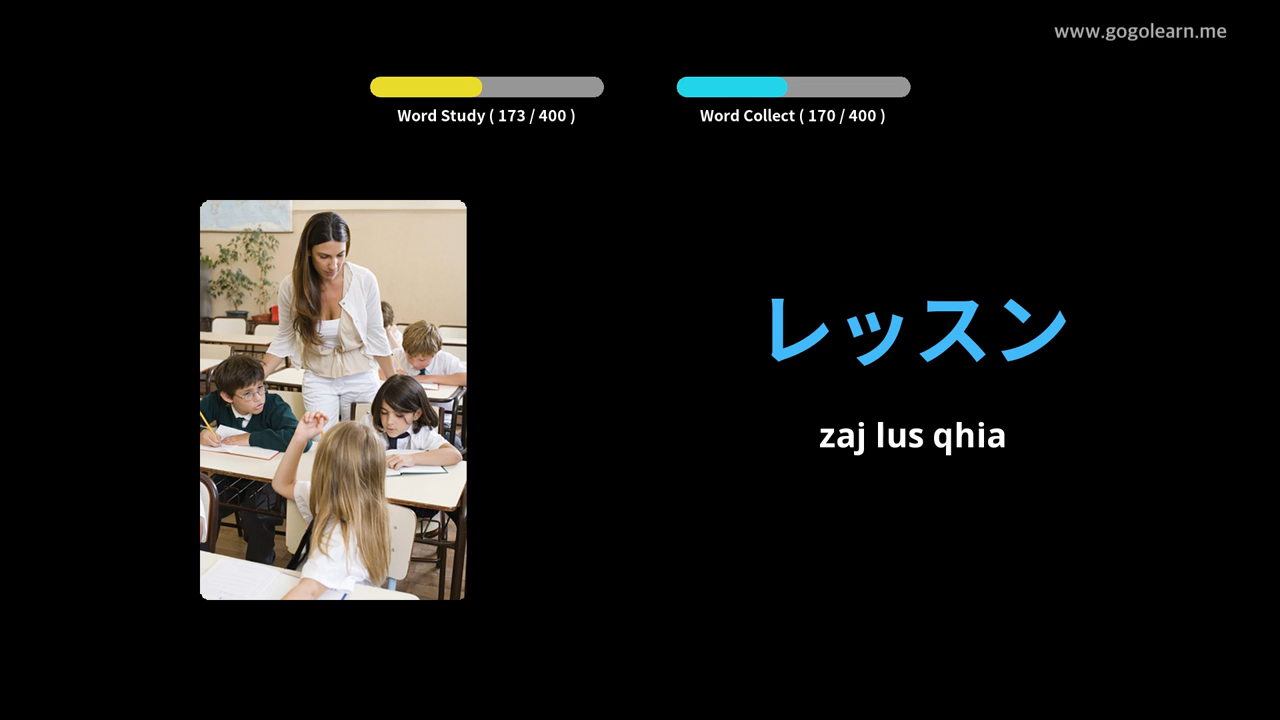 www.gogolearn.me
Word Study ( 173 / 400 )
Word Collect ( 170 / 400 )
レッスン
zaj lus qhia